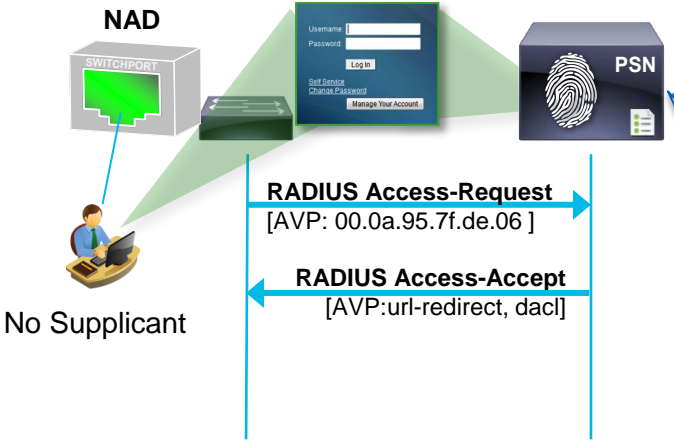 NAD
SWITCHPORT
Username:
Password:
Log In
Self Service
Change Password
Manage Your Account
PSN
RADIUS Access-Request
[AVP: 00.0a.95.7f.de.06 ]
RADIUS Access-Accept
[AVP:url-redirect, dacl]
No Supplicant